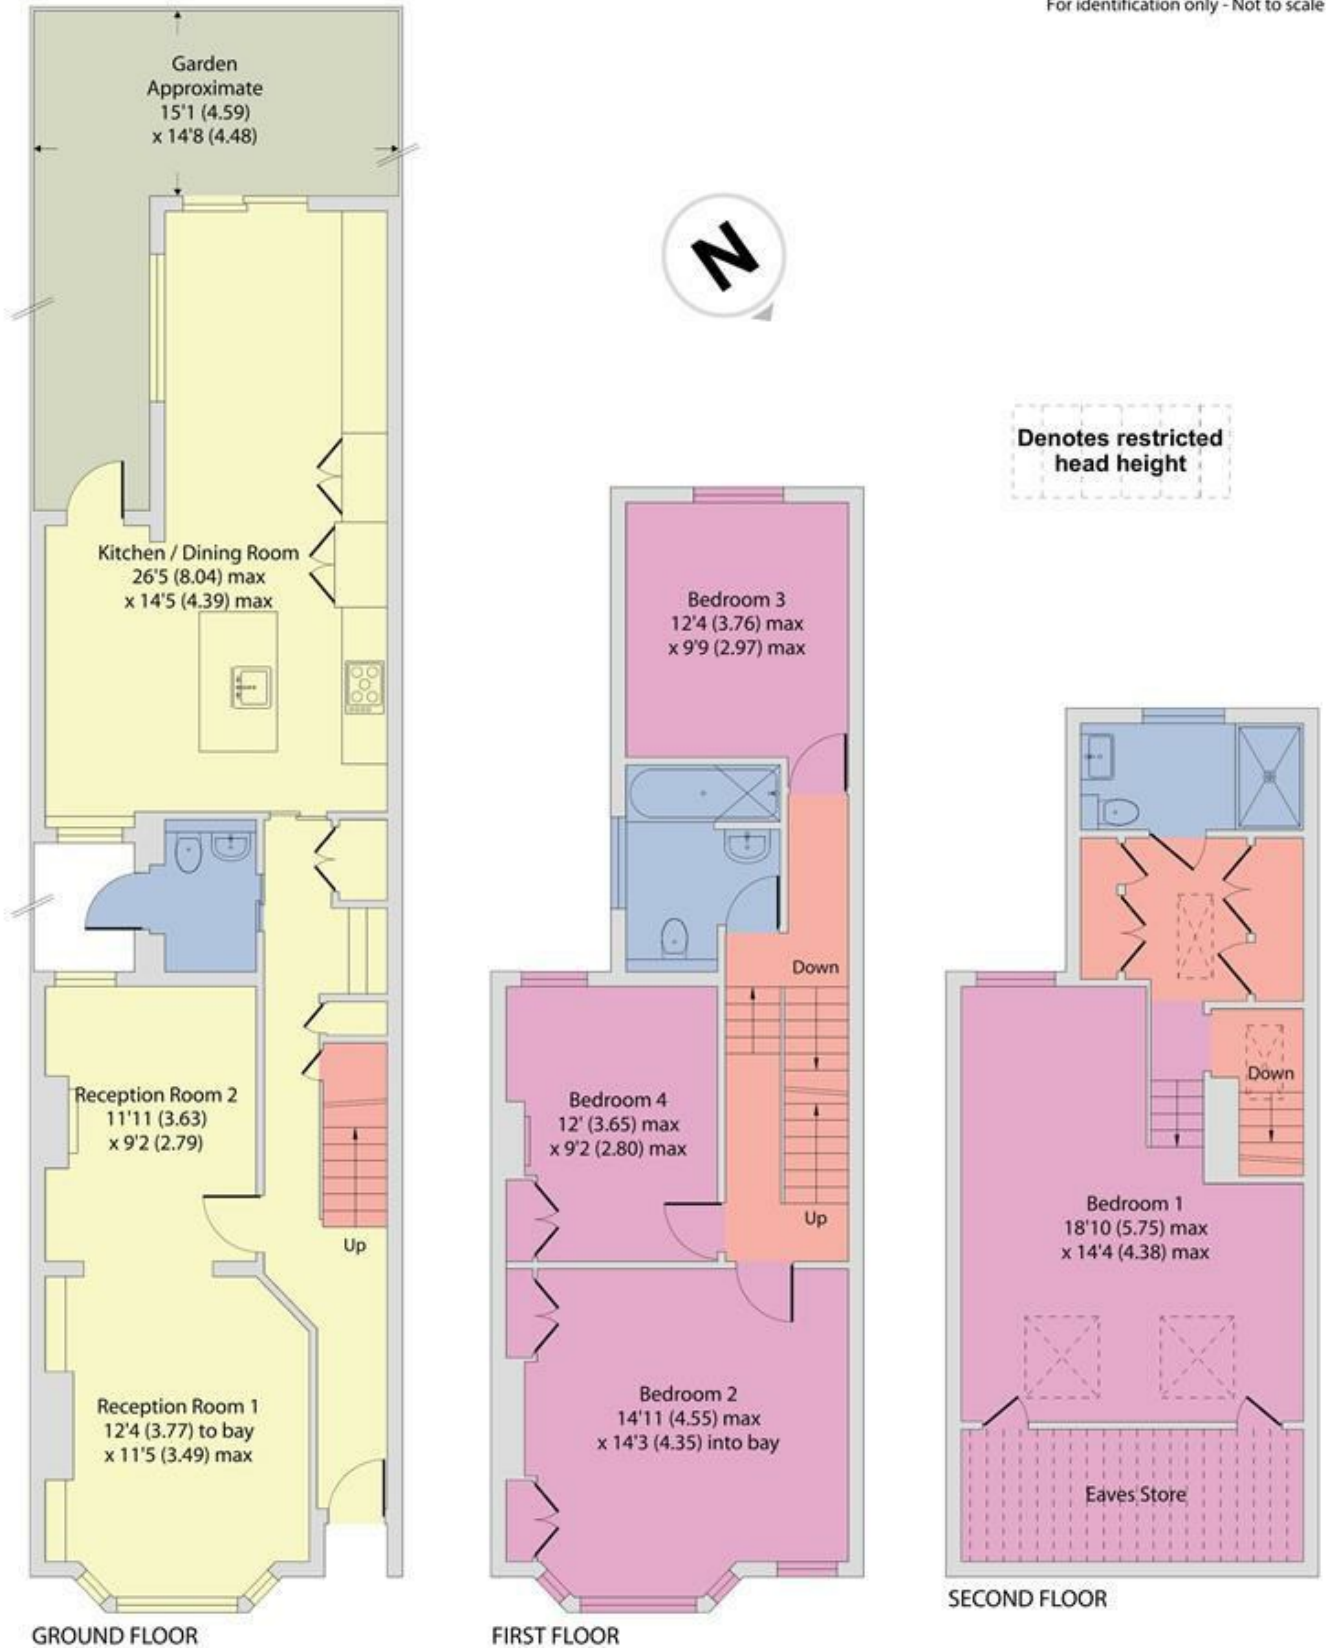 For identification only - Not to scale
Garden
Approximate
15'1 (4.59)
x 14'8 (4.48)
N
Denotes restricted
head height
Kitchen / Dining Room
26'5 (8.04) max
x 14'5 (4.39) max
Bedroom 3
12'4 (3.76) max
x 9'9 (2.97) max
Down
Reception Room 2
11'11 (3.63)
x 9'2 (2.79)
Bedroom 4
12' (3.65) max
x 9'2 (2.80) max
Down
Up
Up
Bedroom 1
18'10 (5.75) max
x 14'4 (4.38) max
Reception Room 1
12'4 (3.77) to bay
x 11'5 (3.49) max
Bedroom 2
14'11 (4.55) max
x 14'3 (4.35) into bay
Eaves Store
GROUND FLOOR
FIRST FLOOR
SECOND FLOOR